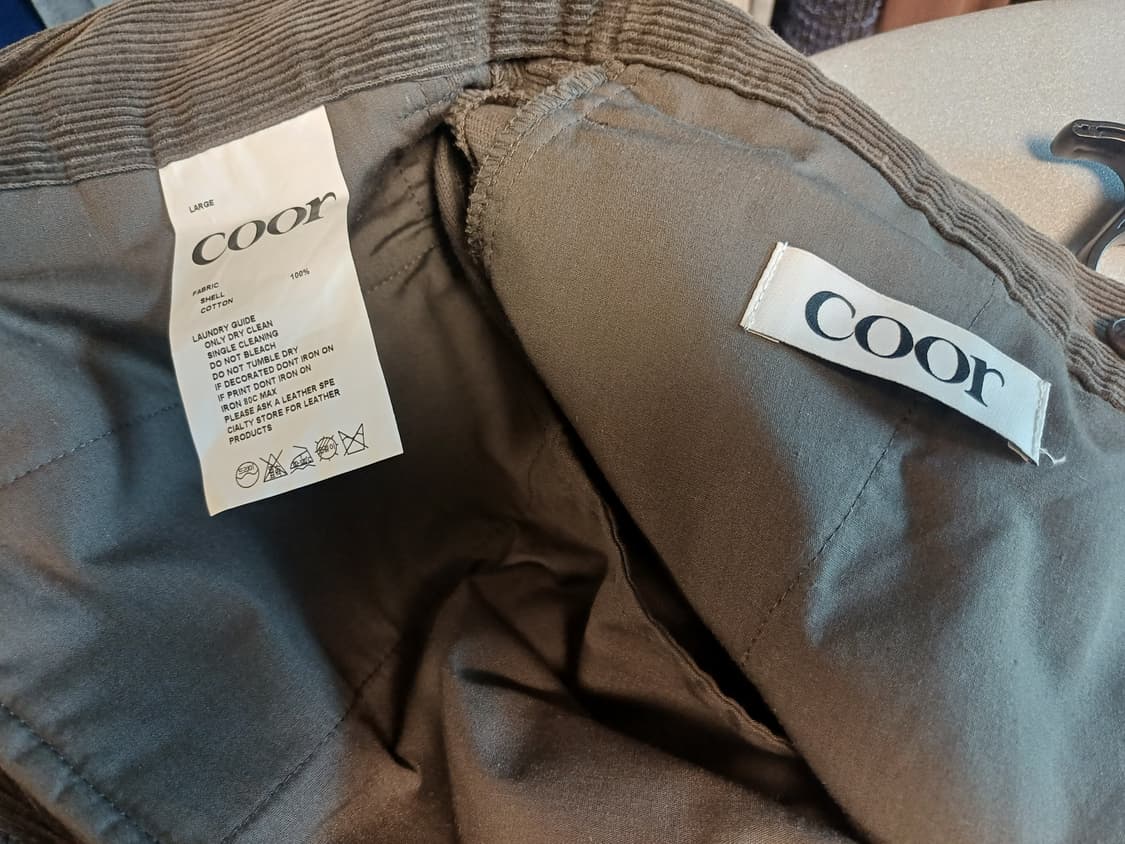 LARGE
coor
FABRIC 100%
SHELL
COTTON
LAUNDRY GUIDE
ONLY DRY CLEAN
SINGLE CLEANING
DO NOT BLEACH
DO NOT TUMBLE DRY
IF DECORATED DONT IRON ON
IF PRINT DONT IRON ON
IRON 80C MAX
PLEASE ASK A LEATHER SPE
CIALTY STORE FOR LEATHER
PRODUCTS
coor